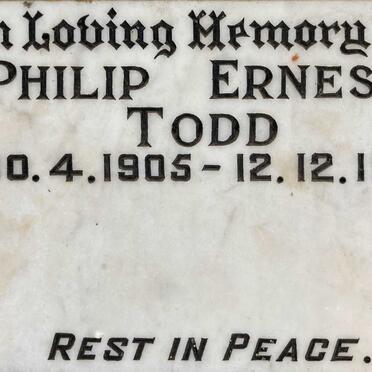 n Loving Memory
PHILIP ERNES
TODD
0.4.1905-12.12.1
REST IN PEACE.